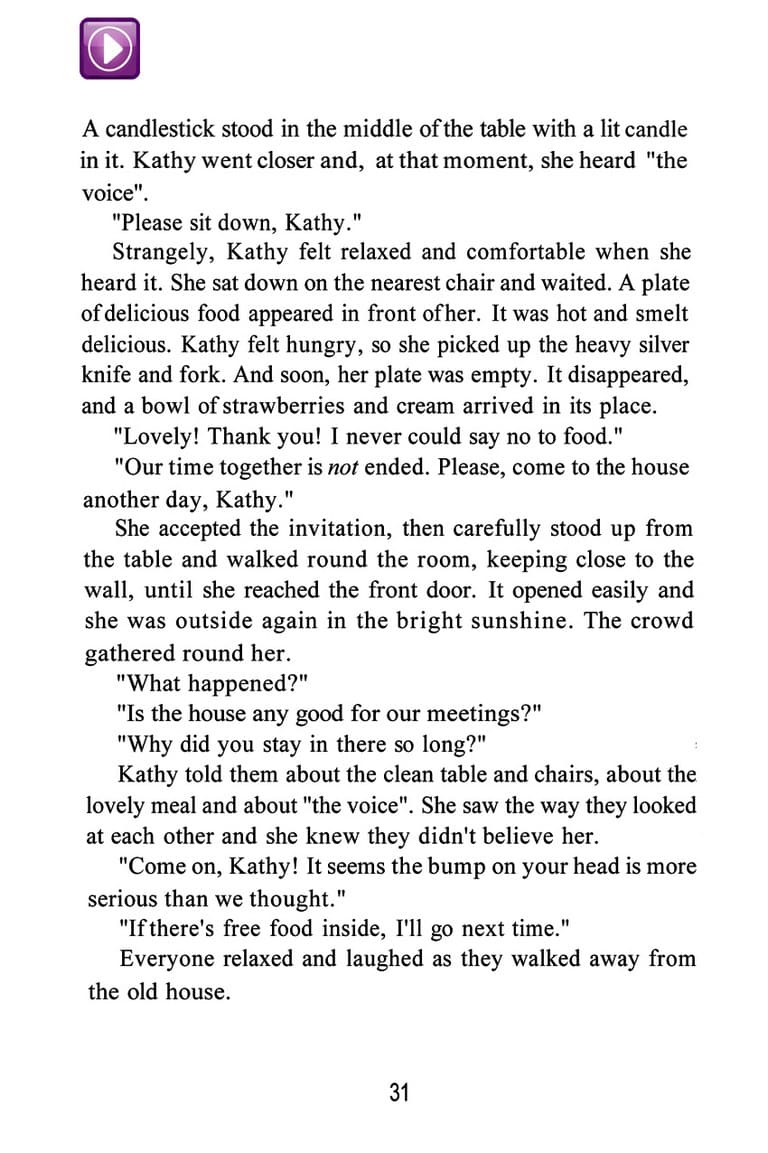 A candlestick stood in the middle of the table with a lit candle
in it. Kathy went closer and, at that moment, she heard "the
voice".
"Please sit down, Kathy."
Strangely, Kathy felt relaxed and comfortable when she
heard it. She sat down on the nearest chair and waited. A plate
of delicious food appeared in front of her. It was hot and smelt
delicious. Kathy felt hungry, so she picked up the heavy silver
knife and fork. And soon, her plate was empty. It disappeared,
and a bowl of strawberries and cream arrived in its place.
"Lovely! Thank you! I never could say no to food."
"Our time together is not ended. Please, come to the house
another day, Kathy."
She accepted the invitation, then carefully stood up from
the table and walked round the room, keeping close to the
wall, until she reached the front door. It opened easily and
she was outside again in the bright sunshine. The crowd
gathered round her.
"What happened?"
"Is the house any good for our meetings?"
"Why did you stay in there so long?"
Kathy told them about the clean table and chairs, about the
lovely meal and about "the voice". She saw the way they looked
at each other and she knew they didn't believe her.
"Come on, Kathy! It seems the bump on your head is more
serious than we thought."
"If there's free food inside, I'll go next time."
Everyone relaxed and laughed as they walked away from
the old house.
31